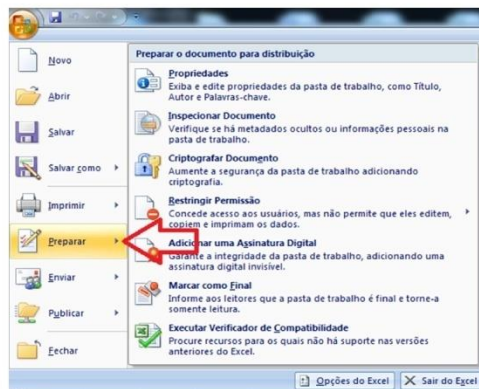 Novo
Abrir
Salvar
Salvar como
Imprimir
Preparar
Enviar
Publicar
Fechar
Preparar o documento para distribuição
Propriedades
Exiba e edite propriedades da pasta de trabalho, como Título,
Autor e Palavras-chave.
Inspecionar Documento
Verifique se há metadados ocultos ou informações pessoais na
pasta de trabalho.
Criptografar Documento
Aumente a segurança da pasta de trabalho adicionando
criptografia.
Restringir Permissão
Concede acesso aos usuários, mas não permite que eles editem,
copiem e imprimam os dados.
Adicionar uma Assinatura Digital
Garante a integridade da pasta de trabalho, adicionando uma
assinatura digital invisível.
Marcar como Final
Informe aos leitores que a pasta de trabalho é final e torne-a
somente leitura.
Executar Verificador de Compatibilidade
Procure recursos para os quais não há suporte nas versões
anteriores do Excel.
Opções do Excel
Sair do Excel